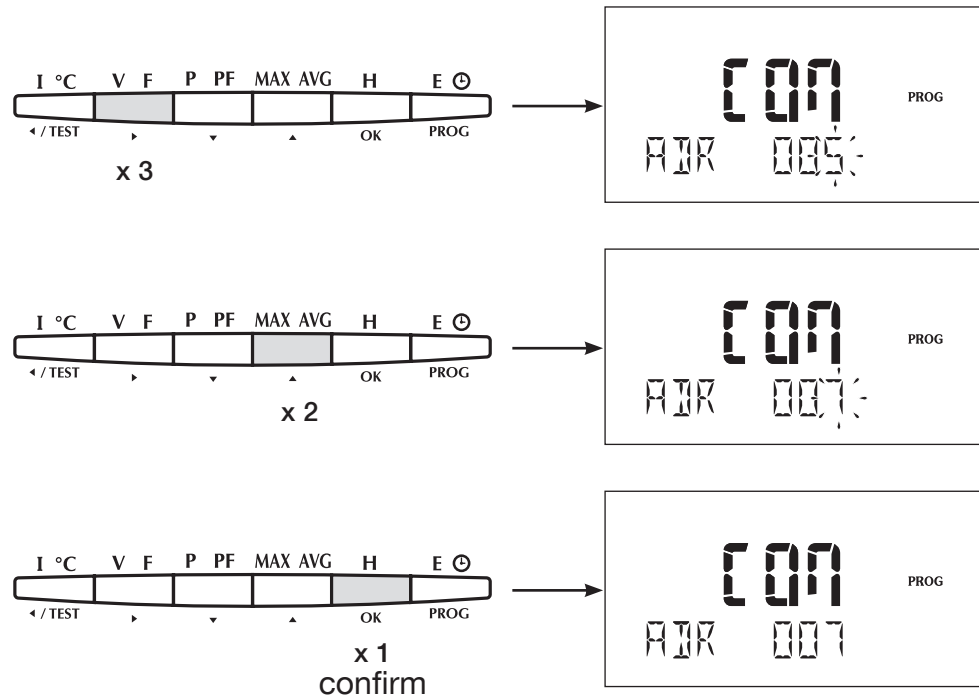 I °C V F P PF MAX AVG H E
/ TEST OK PROG
x 3
COM
PROG
ADR 005
I °C V F P PF MAX AVG H E
/ TEST OK PROG
x 2
COM
PROG
ADR 007
I °C V F P PF MAX AVG H E
/ TEST OK PROG
x 1
confirm
COM
PROG
ADR 007